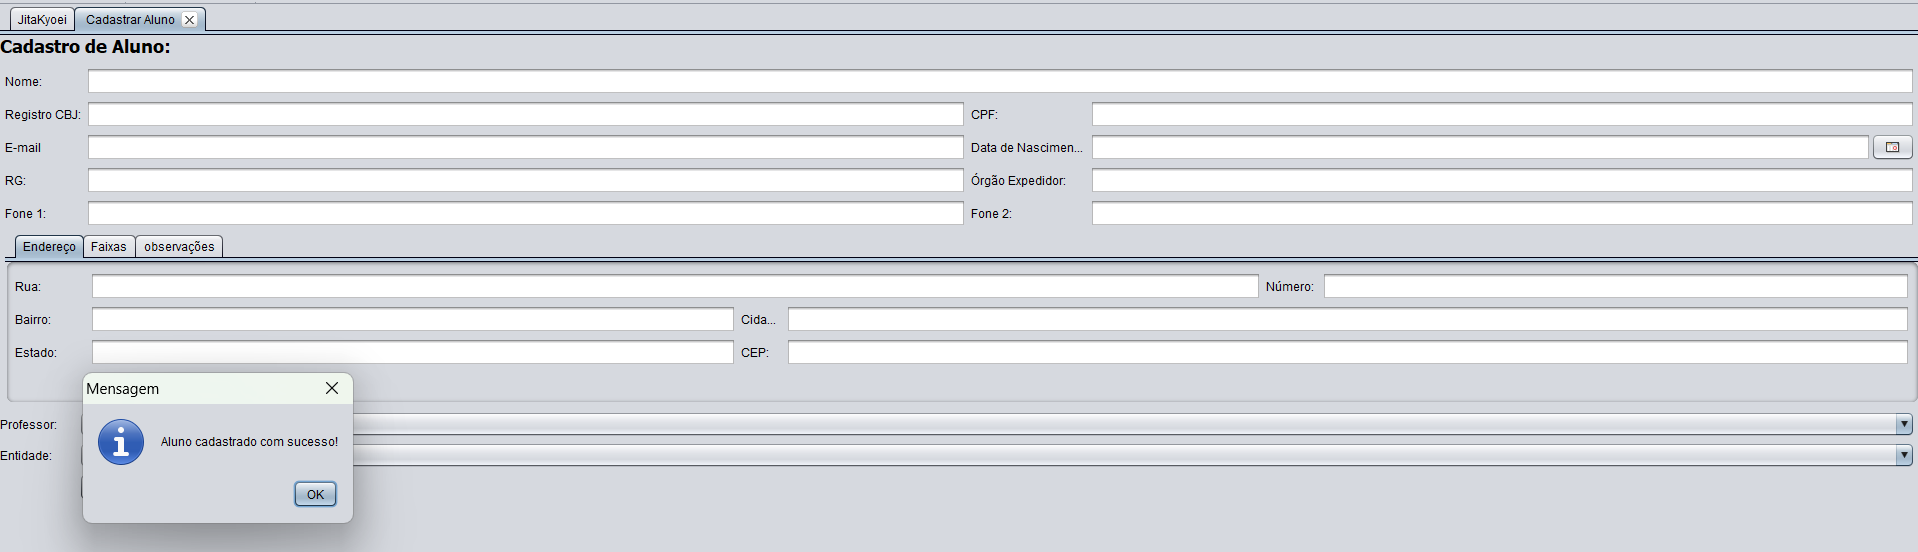 JitaKyoei Cadastrar Aluno
Cadastro de Aluno:
Nome:
Registro CBJ: CPF:
E-mail Data de Nascimen...
RG: Órgão Expedidor:
Fone 1: Fone 2:
Endereço Faixas observações
Rua: Número:
Bairro: Cida...
Estado: CEP:
Mensagem
Aluno cadastrado com sucesso!
OK
Professor:
Entidade: